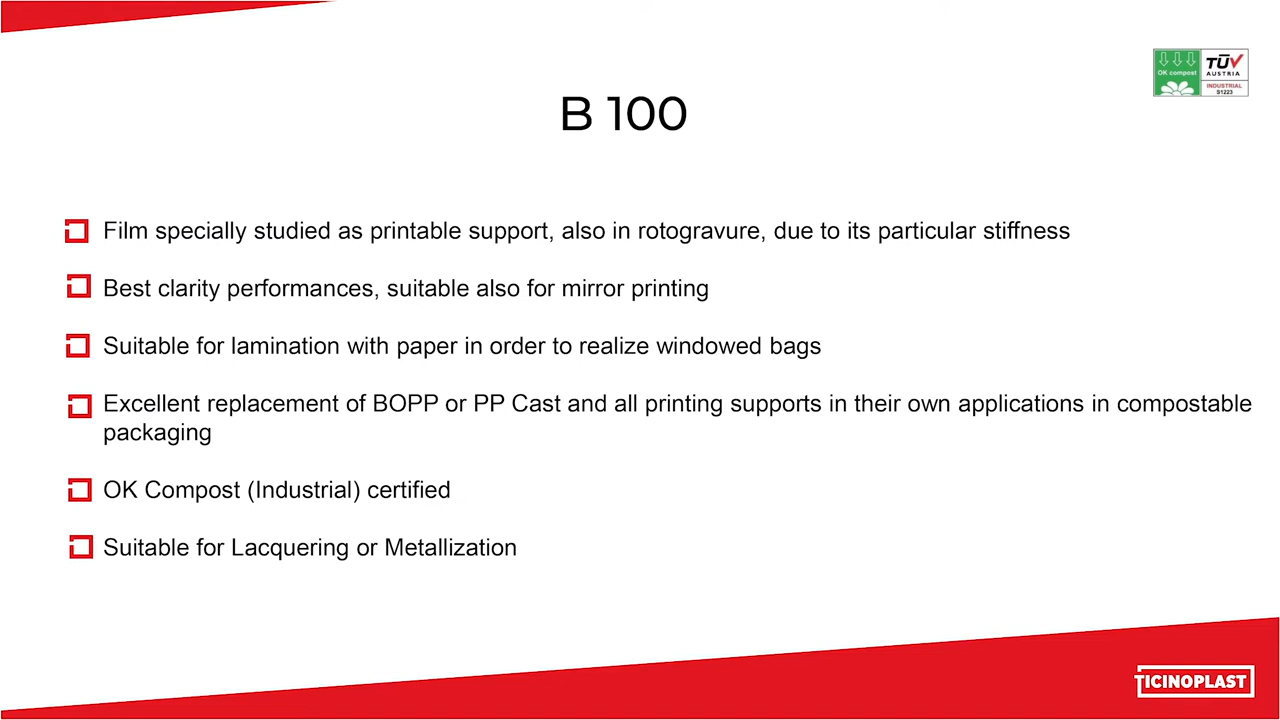 OK compost
TÜV
AUSTRIA
INDUSTRIAL
S1223
B 100
Film specially studied as printable support, also in rotogravure, due to its particular stiffness
Best clarity performances, suitable also for mirror printing
Suitable for lamination with paper in order to realize windowed bags
Excellent replacement of BOPP or PP Cast and all printing supports in their own applications in compostable
packaging
OK Compost (Industrial) certified
Suitable for Lacquering or Metallization
TICINOPLAST